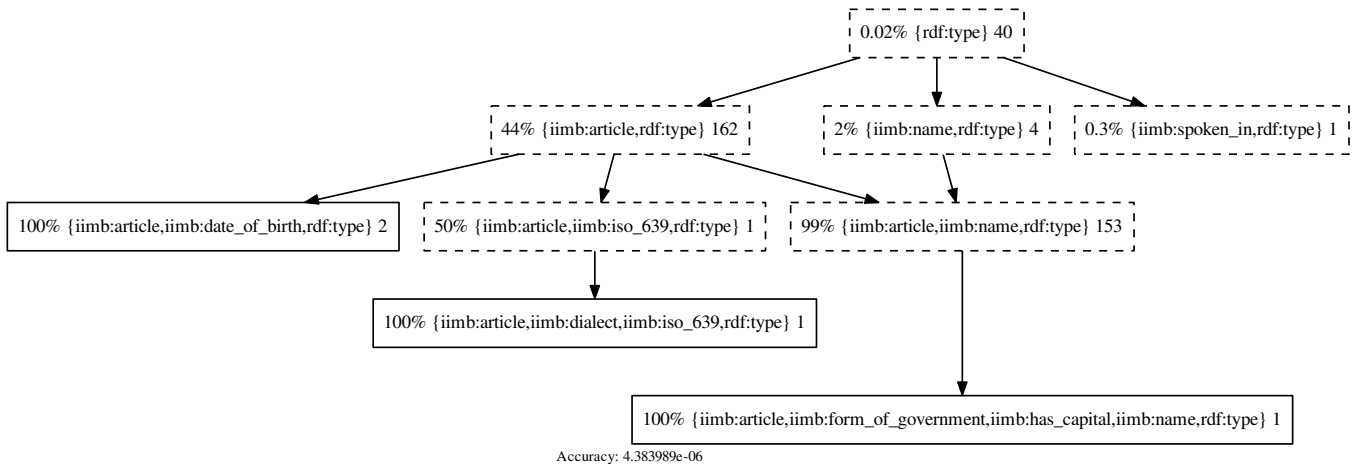 0.02% {rdf:type} 40
44% {iimb:article,rdf:type} 162
2% {iimb:name,rdf:type} 4
0.3% {iimb:spoken_in,rdf:type} 1
100% {iimb:article,iimb:date_of_birth,rdf:type} 2
50% {iimb:article,iimb:iso_639,rdf:type} 1
99% {iimb:article,iimb:name,rdf:type} 153
100% {iimb:article,iimb:dialect,iimb:iso_639,rdf:type} 1
100% {iimb:article,iimb:form_of_government,iimb:has_capital,iimb:name,rdf:type} 1
Accuracy: 4.383989e-06